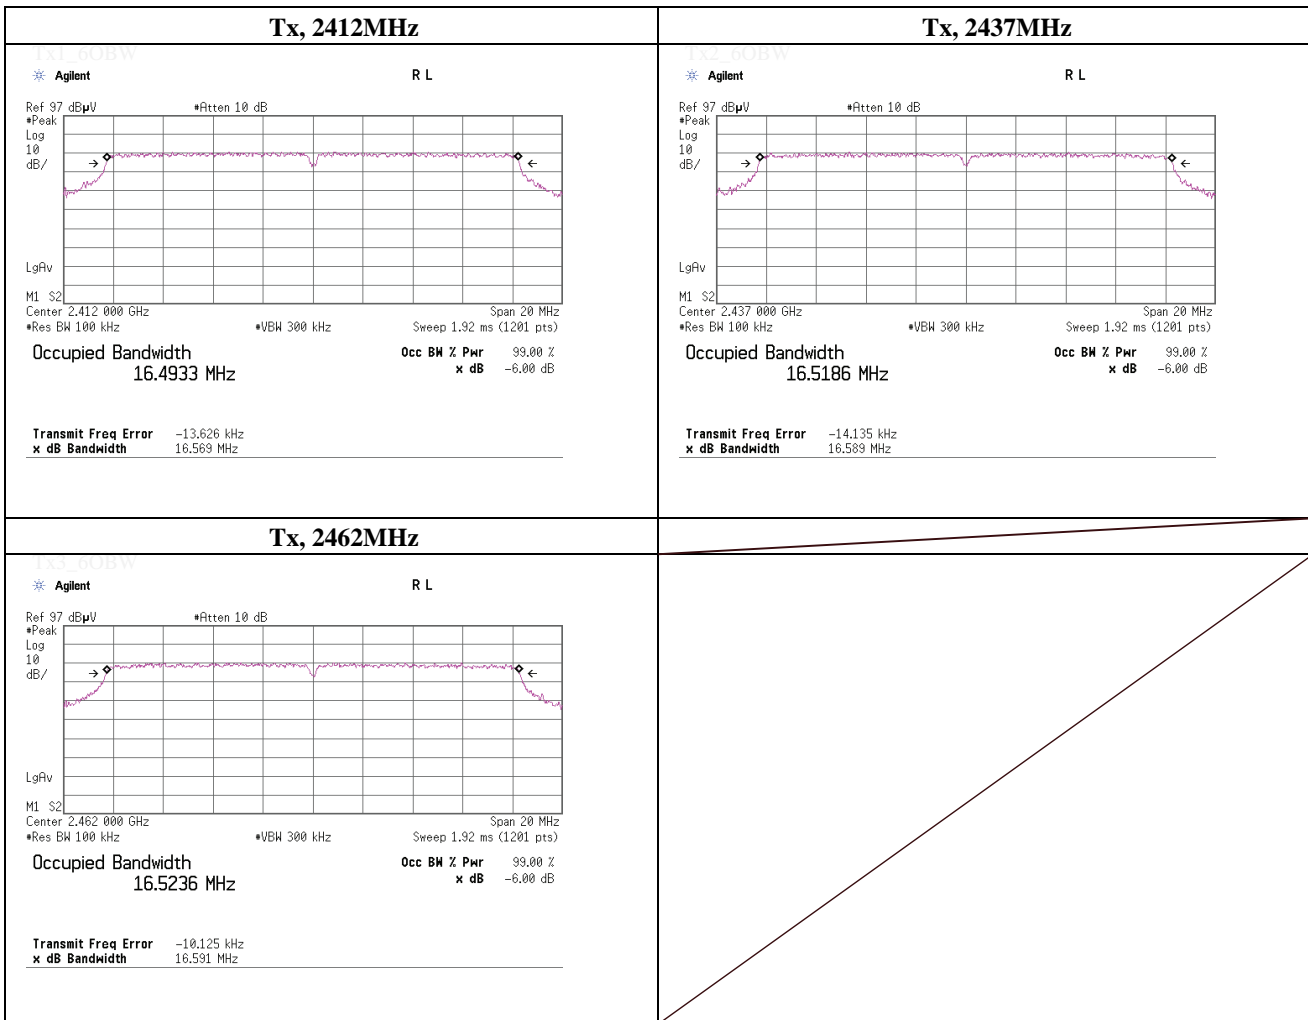 Tx, 2412MHz
Tx1_6OBW
Agilent R L
Ref 97 dBµV #Atten 10 dB
#Peak
Log
10
dB/
LgAv
M1 S2
Center 2.412 000 GHz Span 20 MHz
#Res BW 100 kHz #VBW 300 kHz Sweep 1.92 ms (1201 pts)
Occupied Bandwidth Occ BW % Pwr 99.00 %
16.4933 MHz x dB -6.00 dB
Transmit Freq Error -13.626 kHz
x dB Bandwidth 16.569 MHz
Tx, 2437MHz
Tx2_6OBW
Agilent R L
Ref 97 dBµV #Atten 10 dB
#Peak
Log
10
dB/
LgAv
M1 S2
Center 2.437 000 GHz Span 20 MHz
#Res BW 100 kHz #VBW 300 kHz Sweep 1.92 ms (1201 pts)
Occupied Bandwidth Occ BW % Pwr 99.00 %
16.5186 MHz x dB -6.00 dB
Transmit Freq Error -14.135 kHz
x dB Bandwidth 16.589 MHz
Tx, 2462MHz
Tx3_6OBW
Agilent R L
Ref 97 dBµV #Atten 10 dB
#Peak
Log
10
dB/
LgAv
M1 S2
Center 2.462 000 GHz Span 20 MHz
#Res BW 100 kHz #VBW 300 kHz Sweep 1.92 ms (1201 pts)
Occupied Bandwidth Occ BW % Pwr 99.00 %
16.5236 MHz x dB -6.00 dB
Transmit Freq Error -10.125 kHz
x dB Bandwidth 16.591 MHz